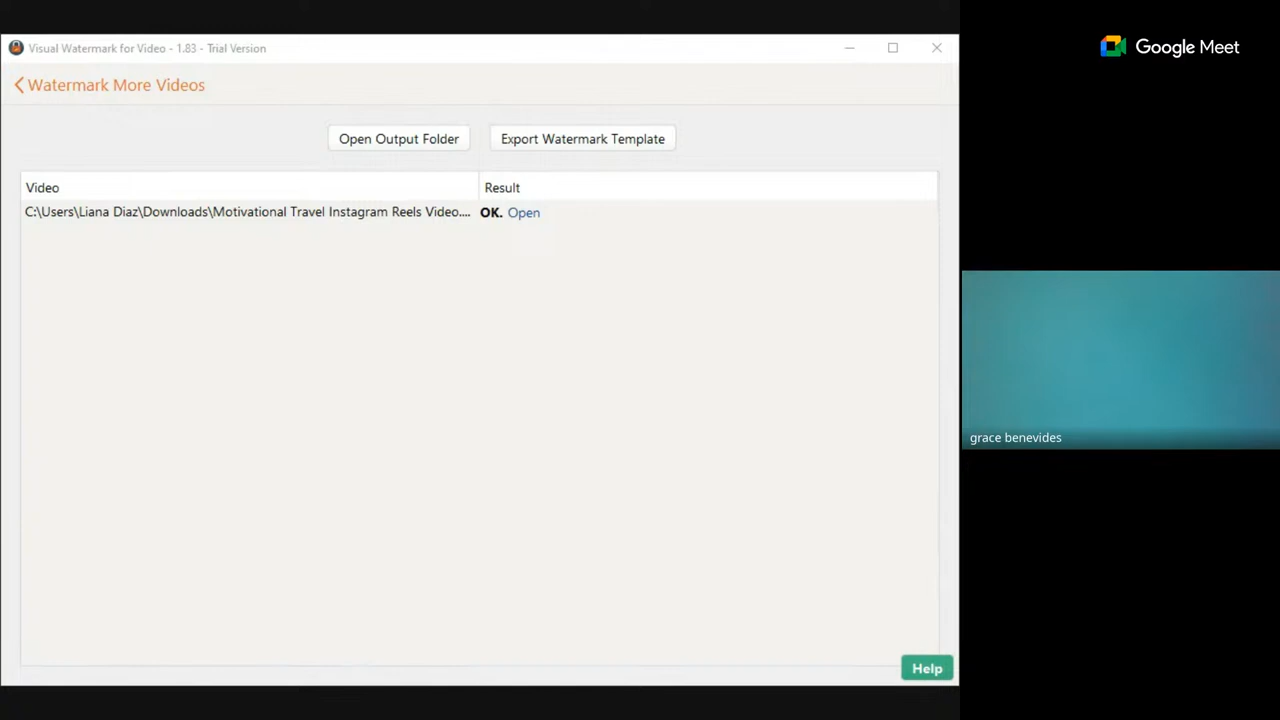 Visual Watermark for Video - 1.83 - Trial Version
Google Meet
Watermark More Videos
Open Output Folder
Export Watermark Template
Video
Result
C:\Users\Liana Diaz\Downloads\Motivational Travel Instagram Reels Video....
OK. Open
grace benevides
Help